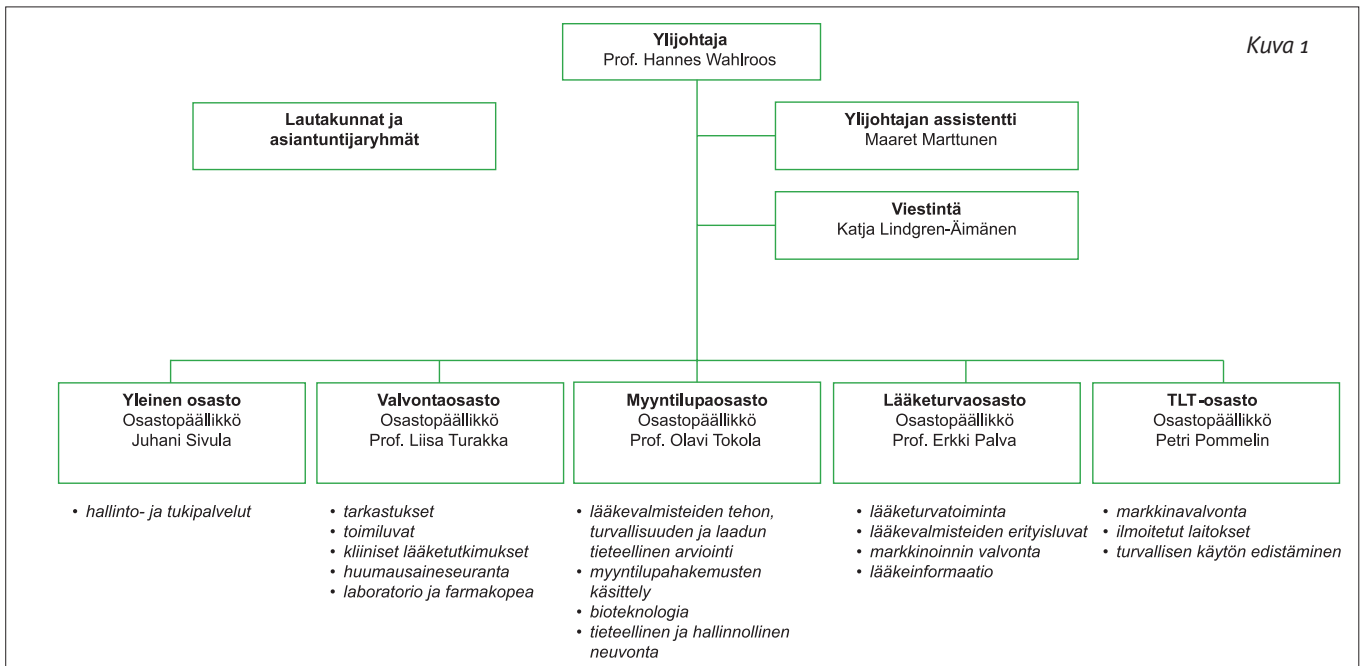 Kuva 1
Ylijohtaja
Prof. Hannes Wahlroos
Lautakunnat ja
asiantuntijaryhmät
Ylijohtajan assistentti
Maaret Marttunen
Viestintä
Katja Lindgren-Äimänen
Yleinen osasto
Osastopäällikkö
Juhani Sivula
• hallinto- ja tukipalvelut
Valvontaosasto
Osastopäällikkö
Prof. Liisa Turakka
• tarkastukset
• toimiluvat
• kliiniset lääketutkimukset
• huumausaineseuranta
• laboratorio ja farmakopea
Myyntilupaosasto
Osastopäällikkö
Prof. Olavi Tokola
• lääkevalmisteiden tehon,
turvallisuuden ja laadun
tieteellinen arviointi
• myyntilupahakemusten
käsittely
• bioteknologia
• tieteellinen ja hallinnollinen
neuvonta
Lääketurvaosasto
Osastopäällikkö
Prof. Erkki Palva
• lääketurvatoiminta
• lääkevalmisteiden erityisluvat
• markkinoinnin valvonta
• lääkeinformaatio
TLT-osasto
Osastopäällikkö
Petri Pommelin
• markkinavalvonta
• ilmoitetut laitokset
• turvallisen käytön edistäminen